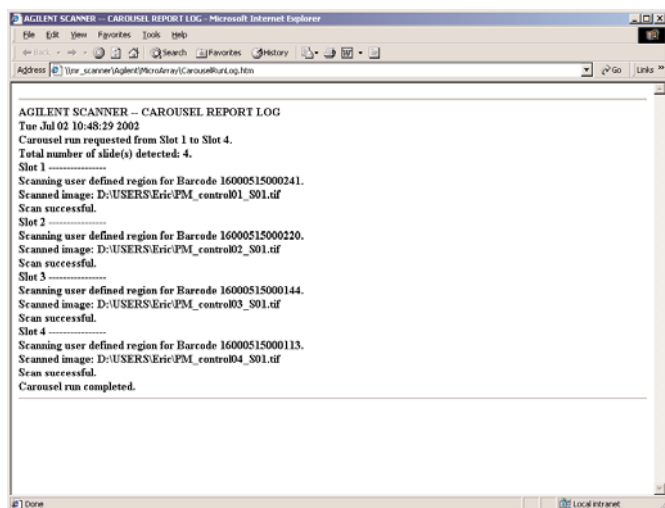 AGILENT SCANNER -- CAROUSEL REPORT LOG - Microsoft Internet Explorer
File Edit View Favorites Tools Help
Back Search Favorites History
Address \\nr_scanner\Agilent\MicroArray\CarouselRunLog.htm Go Links »
AGILENT SCANNER -- CAROUSEL REPORT LOG
Tue Jul 02 10:48:29 2002
Carousel run requested from Slot 1 to Slot 4.
Total number of slide(s) detected: 4.
Slot 1 ----------------
Scanning user defined region for Barcode 16000515000241.
Scanned image: D:\USERS\Eric\PM_control01_S01.tif
Scan successful.
Slot 2 ----------------
Scanning user defined region for Barcode 16000515000220.
Scanned image: D:\USERS\Eric\PM_control02_S01.tif
Scan successful.
Slot 3 ----------------
Scanning user defined region for Barcode 16000515000144.
Scanned image: D:\USERS\Eric\PM_control03_S01.tif
Scan successful.
Slot 4 ----------------
Scanning user defined region for Barcode 16000515000113.
Scanned image: D:\USERS\Eric\PM_control04_S01.tif
Scan successful.
Carousel run completed.
Done Local intranet